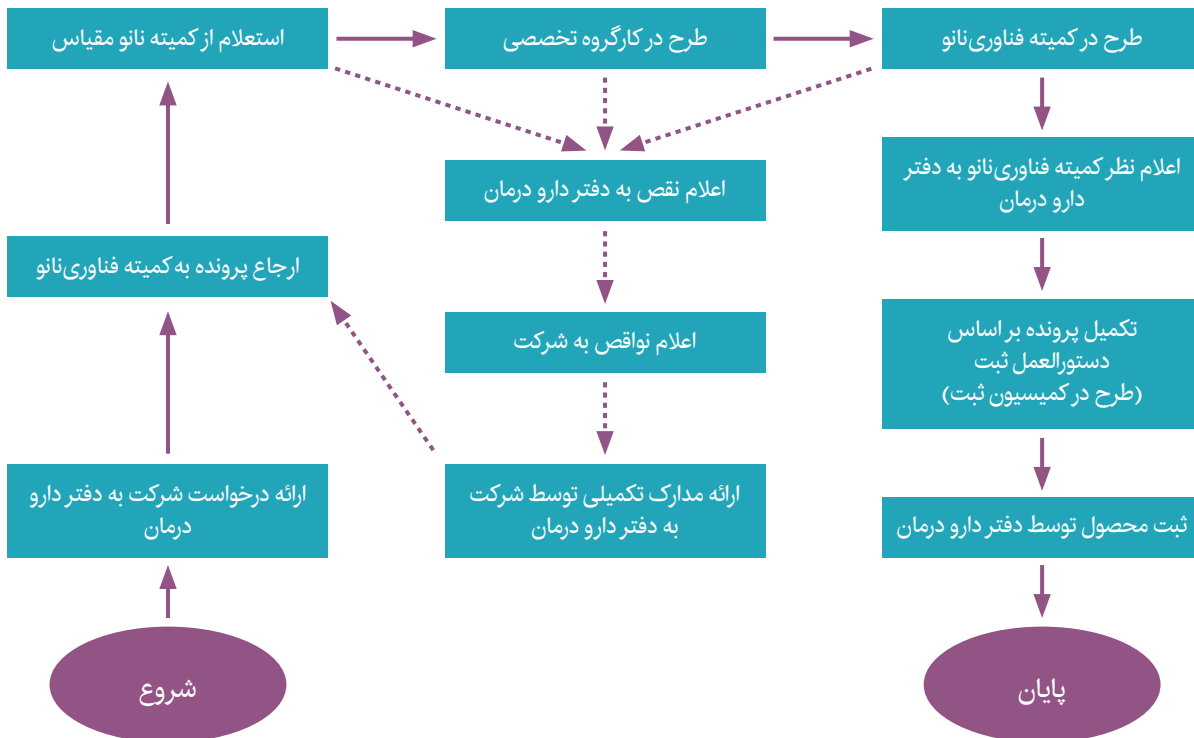 طرح در کمیته فناوری‌نانو
طرح در کارگروه تخصصی
استعلام از کمیته نانو مقیاس
اعلام نظر کمیته فناوری‌نانو به دفتر
دارو درمان
اعلام نقص به دفتر دارو درمان
ارجاع پرونده به کمیته فناوری‌نانو
تکمیل پرونده بر اساس
دستورالعمل ثبت
(طرح در کمیسیون ثبت)
اعلام نواقص به شرکت
ثبت محصول توسط دفتر دارو درمان
ارائه مدارک تکمیلی توسط شرکت
به دفتر دارو درمان
ارائه درخواست شرکت به دفتر دارو
درمان
پایان
شروع